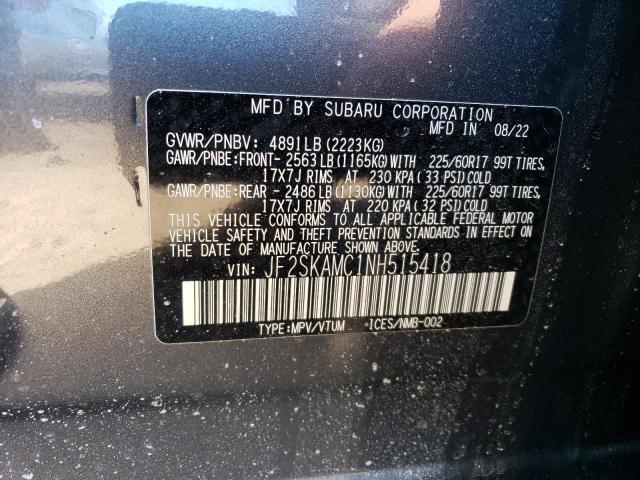 MFD BY SUBARU CORPORATION
MFD IN 08/22
GVWR/PNBV: 4891LB (2223KG)
GAWR/PNBE:FRONT- 2563LB(1165KG)WITH 225/60R17 99T TIRES,
17X7J RIMS AT 230 KPA (33 PSI)COLD
GAWR/PNBE:REAR - 2486LB(1130KG)WITH 225/60R17 99T TIRES,
17X7J RIMS AT 220 KPA (32 PSI)COLD
THIS VEHICLE CONFORMS TO ALL APPLICABLE FEDERAL MOTOR
VEHICLE SAFETY AND THEFT PREVENTION STANDARDS IN EFFECT ON
THE DATE OF MANUFACTURE SHOWN ABOVE.
VIN: JF2SKAMC1NH515418
TYPE:MPV/VTUM ICES/NMB-002